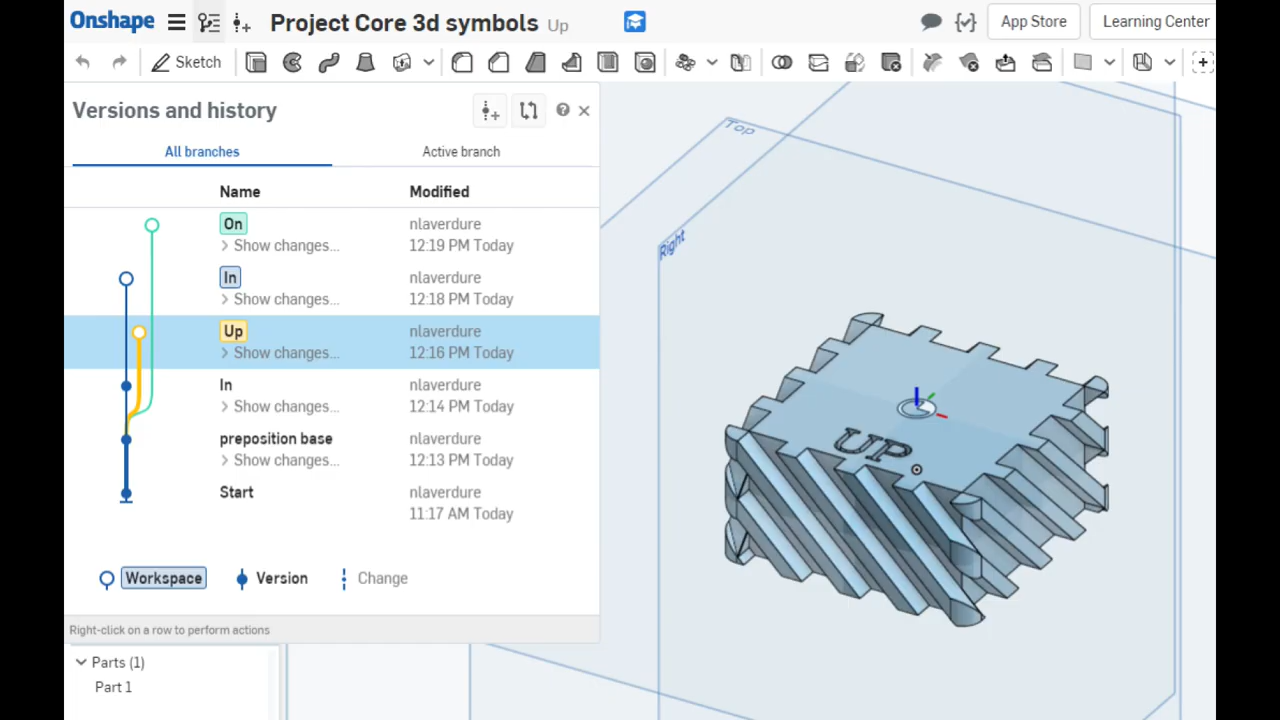 Onshape Project Core 3d symbols Up App Store Learning Center
Sketch
Versions and history
All branches Active branch
Name Modified
On nlaverdure
Show changes... 12:19 PM Today
In nlaverdure
Show changes... 12:18 PM Today
Up nlaverdure
Show changes... 12:16 PM Today
In nlaverdure
Show changes... 12:14 PM Today
preposition base nlaverdure
Show changes... 12:13 PM Today
Start nlaverdure
11:17 AM Today
Workspace Version Change
Right-click on a row to perform actions
Parts (1)
Part 1
Top
Right
UP